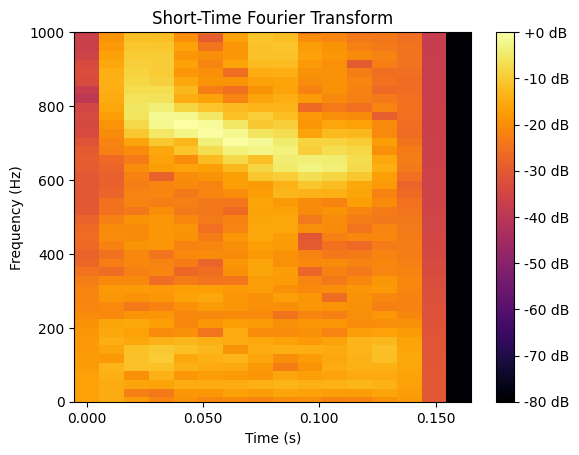 Short-Time Fourier Transform
Frequency (Hz)
1000
800
600
400
200
0
0.000
0.050
0.100
0.150
Time (s)
+0 dB
-10 dB
-20 dB
-30 dB
-40 dB
-50 dB
-60 dB
-70 dB
-80 dB